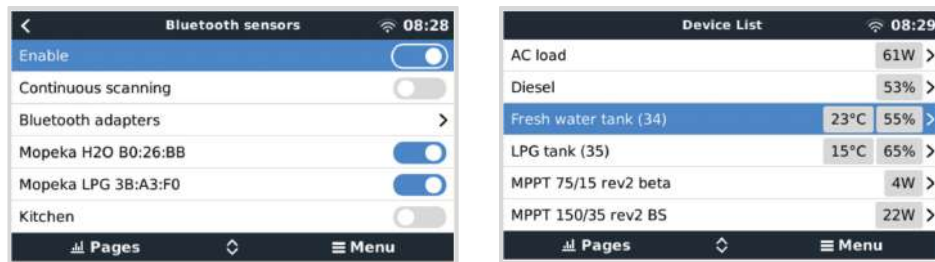 Bluetooth sensors 08:28
Enable
Continuous scanning
Bluetooth adapters
Mopeka H2O B0:26:BB
Mopeka LPG 3B:A3:F0
Kitchen
Pages Menu
Device List 08:29
AC load 61W
Diesel 53%
Fresh water tank (34) 23°C 55%
LPG tank (35) 15°C 65%
MPPT 75/15 rev2 beta 4W
MPPT 150/35 rev2 BS 22W
Pages Menu